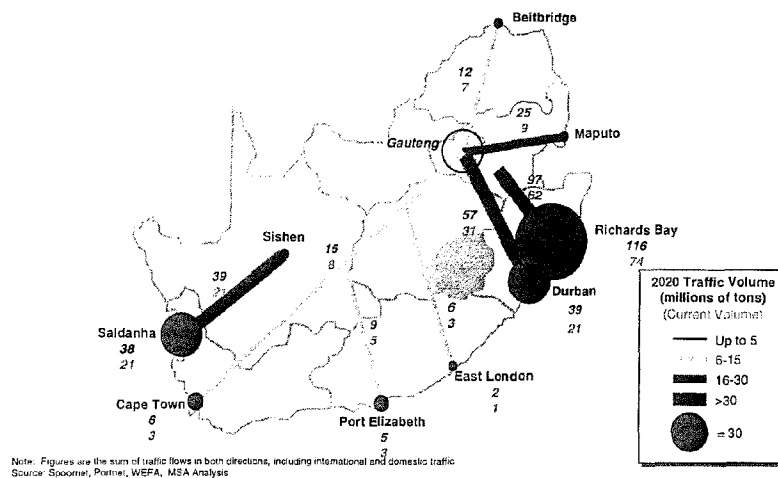 Beitbridge
12
7
25
9
Gauteng
Maputo
97
62
57
31
Richards Bay
116
74
Sishen
15
8
39
21
Durban
39
21
Saldanha
38
21
6
3
9
5
East London
2
1
Cape Town
6
3
Port Elizabeth
5
3
2020 Traffic Volume
(millions of tons)
(Current Volume)
Up to 5
6-15
16-30
>30
= 30
Note: Figures are the sum of traffic flows in both directions, including international and domestic traffic
Source: Spoornet, Portnet, WEFA, MSA Analysis